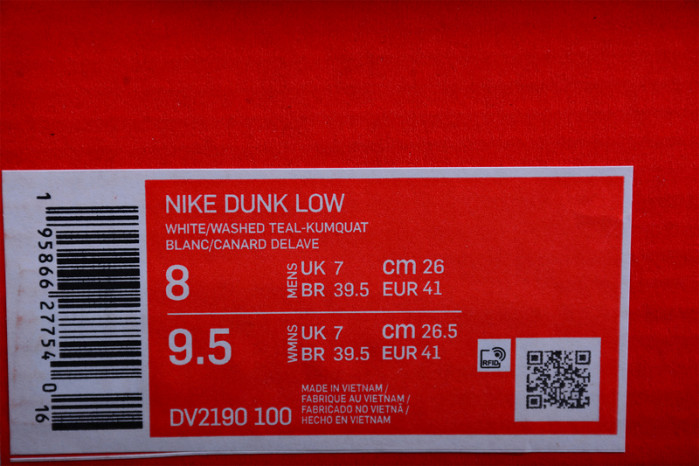 NIKE DUNK LOW
WHITE/WASHED TEAL-KUMQUAT
BLANC/CANARD DELAVE
8 MENS UK 7 cm 26
BR 39.5 EUR 41
9.5 WMNS UK 7 cm 26.5
BR 39.5 EUR 41
RFID
DV2190 100
MADE IN VIETNAM /
FABRIQUE AU VIETNAM /
FABRICADO NO VIETNÃ /
HECHO EN VIETNAM
1 95866 27754 0 16